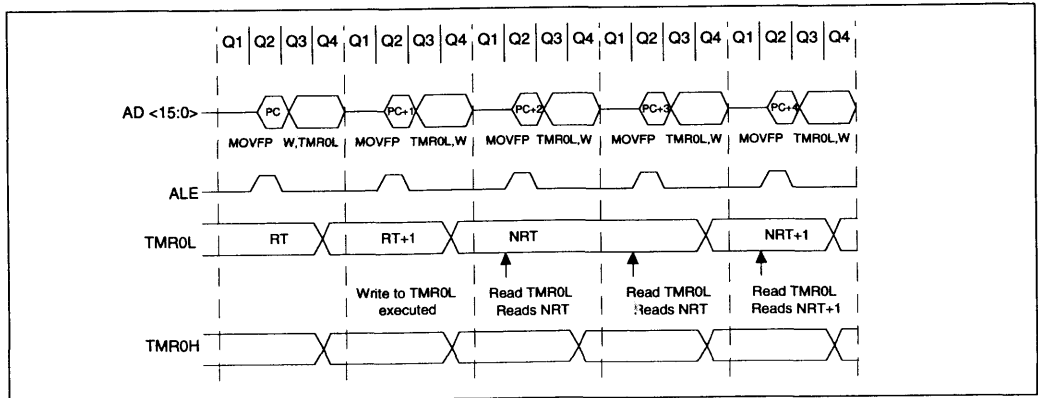 Q1 Q2 Q3 Q4 Q1 Q2 Q3 Q4 Q1 Q2 Q3 Q4 Q1 Q2 Q3 Q4 Q1 Q2 Q3 Q4
AD <15:0> PC PC+1 PC+2 PC+3 PC+4
MOVFP W,TMR0L MOVFP TMR0L,W MOVFP TMR0L,W MOVFP TMR0L,W MOVFP TMR0L,W
ALE
TMR0L RT RT+1 NRT NRT+1
Write to TMR0L Read TMR0L Read TMR0L Read TMR0L
executed Reads NRT Reads NRT Reads NRT+1
TMR0H